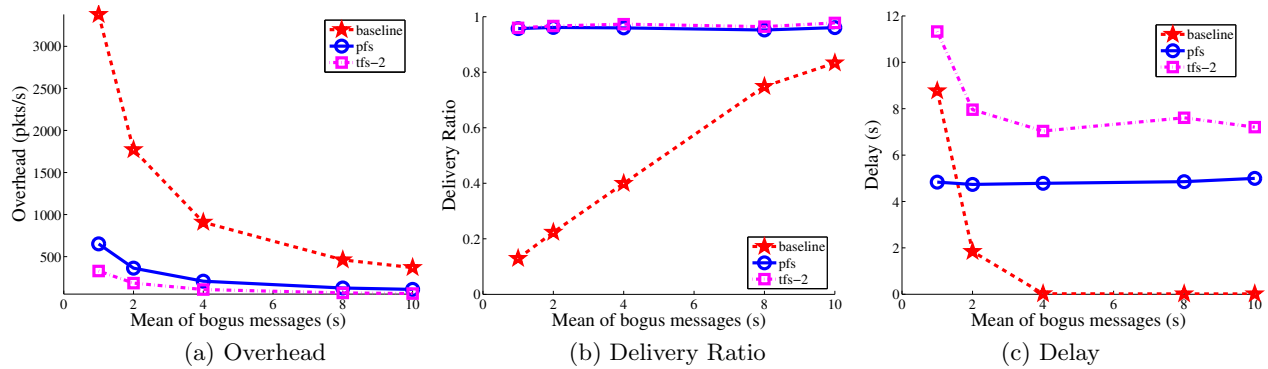 Overhead (pkts/s)
3000
2500
2000
1500
1000
500
0
2
4
6
8
10
Mean of bogus messages (s)
baseline
pfs
tfs-2
(a) Overhead
Delivery Ratio
1
0.8
0.6
0.4
0.2
0
0
2
4
6
8
10
Mean of bogus messages (s)
baseline
pfs
tfs-2
(b) Delivery Ratio
Delay (s)
12
10
8
6
4
2
0
0
2
4
6
8
10
Mean of bogus messages (s)
baseline
pfs
tfs-2
(c) Delay